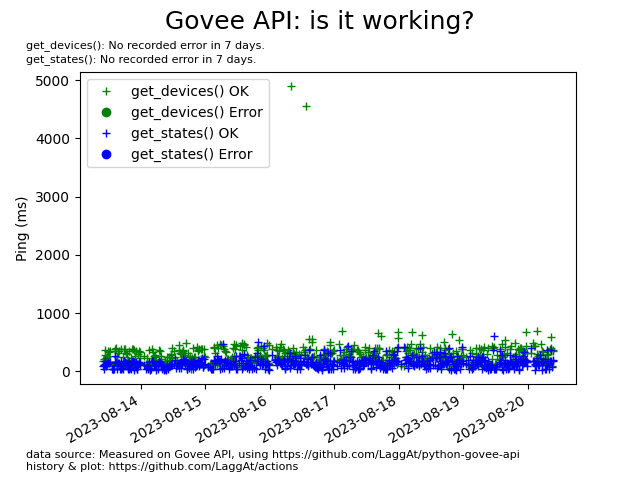 Govee API: is it working?
get_devices(): No recorded error in 7 days.
get_states(): No recorded error in 7 days.
5000
4000
3000
2000
1000
0
Ping (ms)
get_devices() OK
get_devices() Error
get_states() OK
get_states() Error
2023-08-14
2023-08-15
2023-08-16
2023-08-17
2023-08-18
2023-08-19
2023-08-20
data source: Measured on Govee API, using https://github.com/LaggAt/python-govee-api
history & plot: https://github.com/LaggAt/actions